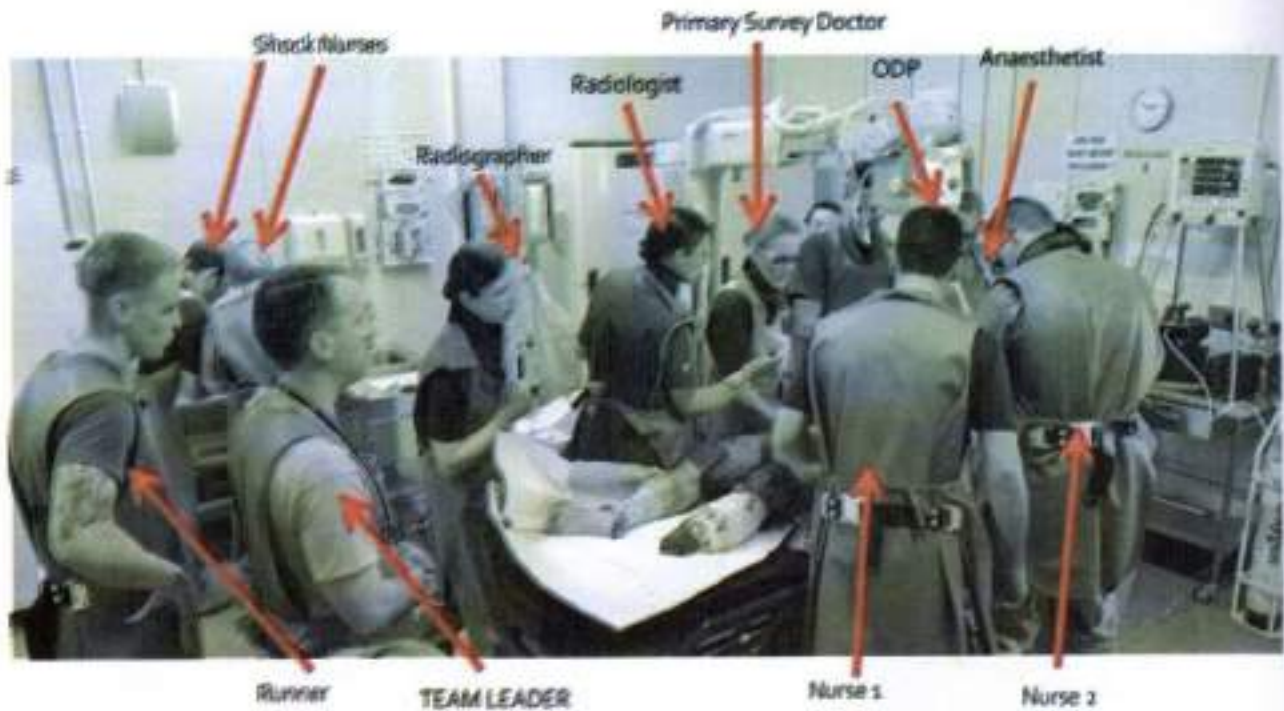 Primary Survey Doctor
Shock Nurses
ODP
Anaesthetist
Radiologist
Radiographer
Runner
TEAM LEADER
Nurse 1
Nurse 2